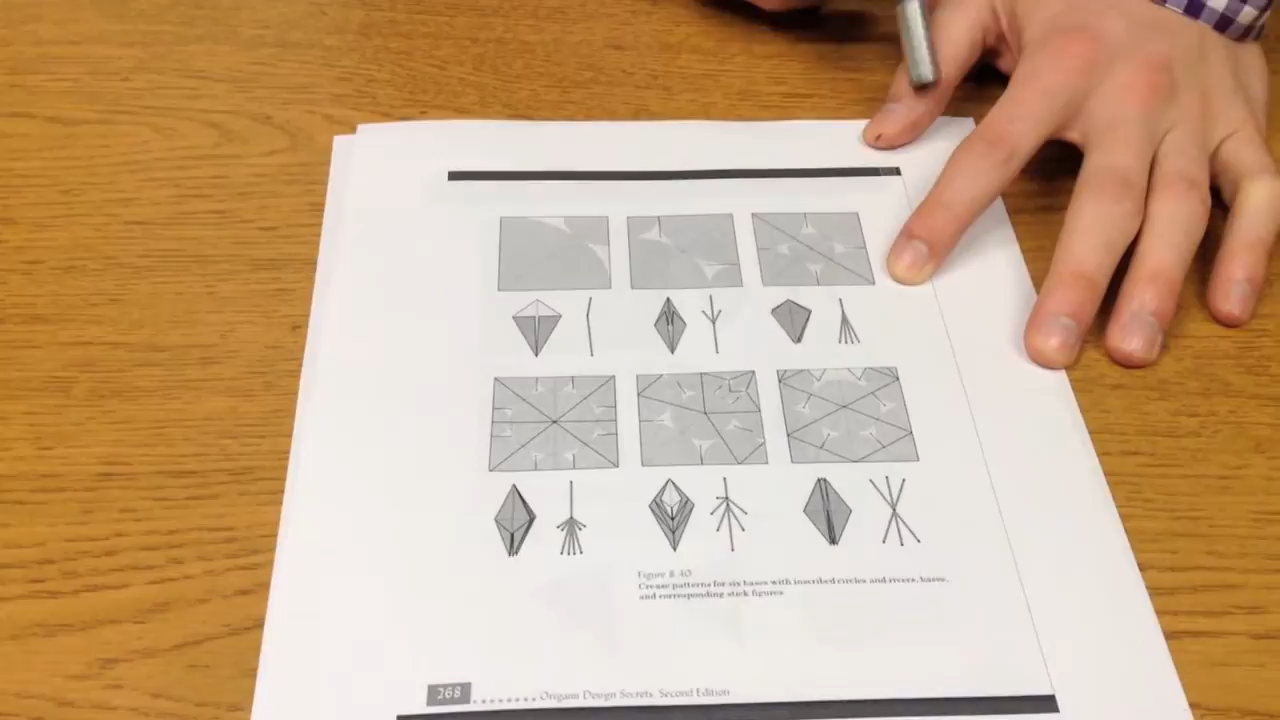 Figure 8.40
Crease patterns for six bases with inscribed circles and rivers, bases,
and corresponding stick figures
268 Origami Design Secrets, Second Edition